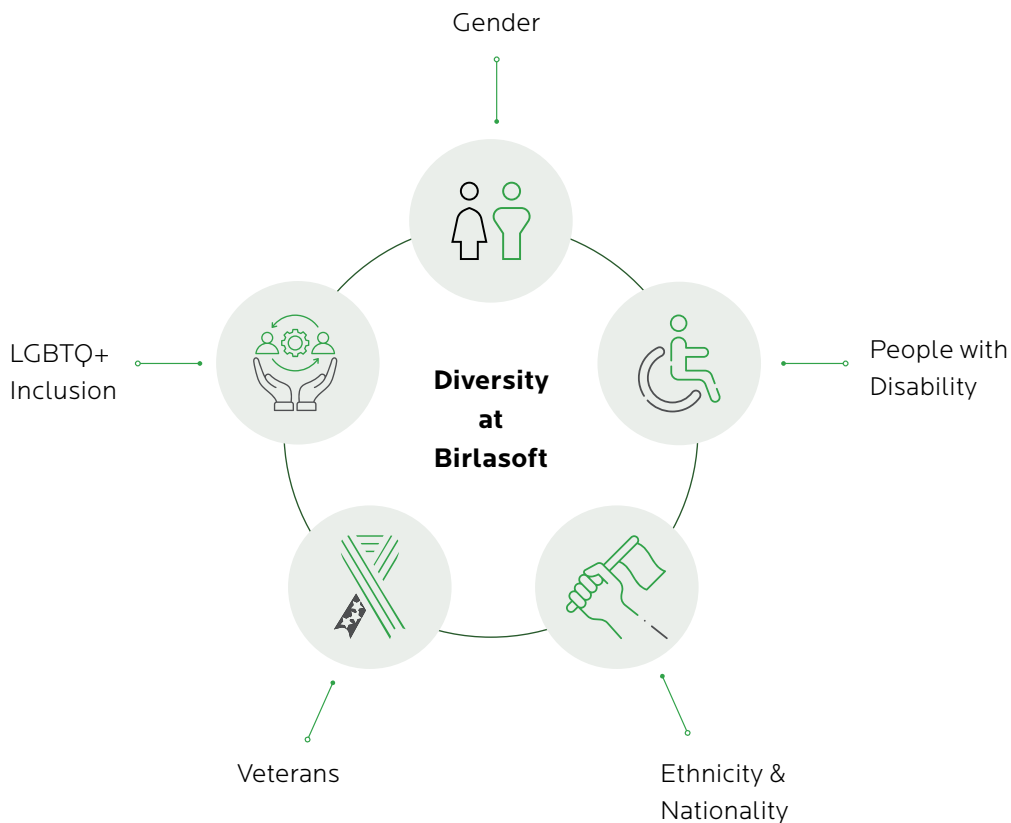 Gender
LGBTQ+
Inclusion
People with
Disability
Diversity
at
Birlasoft
Veterans
Ethnicity &
Nationality